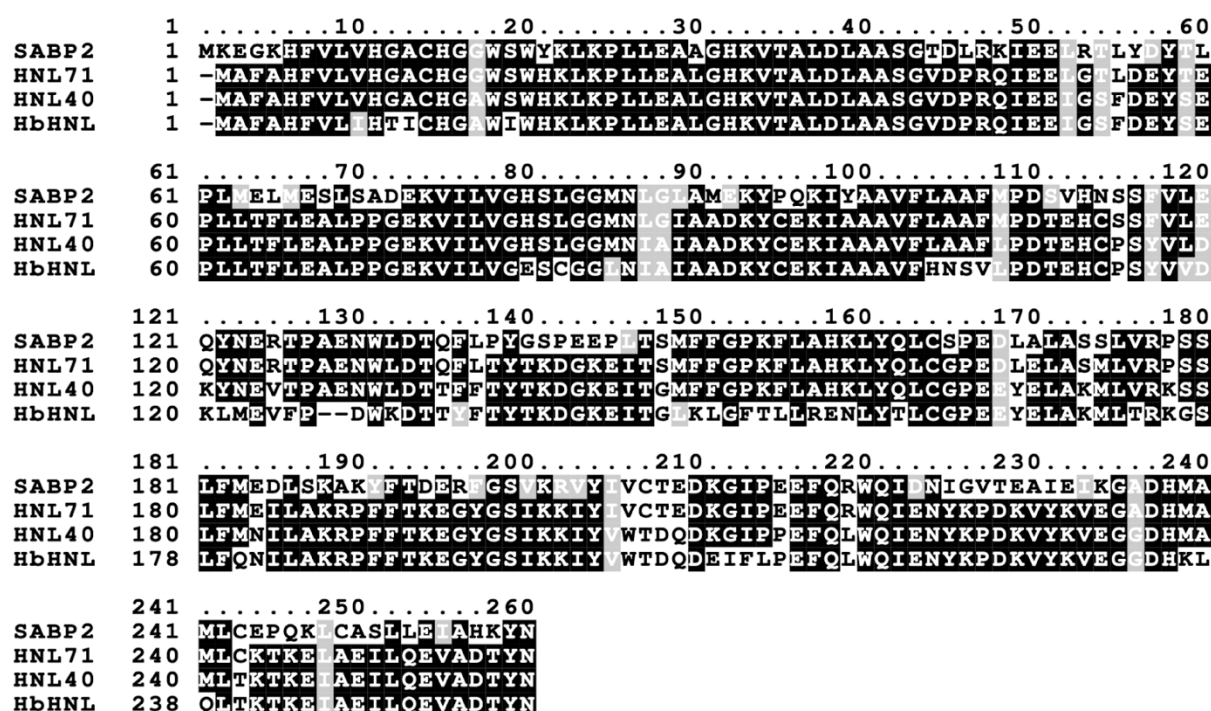 1 ........10........20........30........40........50........60
SABP2 1 MKEGKHFVLVHGACHGGWSWYKLKPLLEAAGHKVTALDLAASGTDLRKIEELRTLYDYTL
HNL71 1 -MAFAHFVLVHGACHGGWSWHKLKPLLEALGHKVTALDLAASGVDPRQIEELGTLDEYTE
HNL40 1 -MAFAHFVLVHGACHGAWSWHKLKPLLEALGHKVTALDLAASGVDPRQIEEIGSFDEYSE
HbHNL 1 -MAFAHFVLIHTICHGAWIWHKLKPLLEALGHKVTALDLAASGVDPRQIEEIGSFDEYSE
61 ........70........80........90.......100.......110.......120
SABP2 61 PLMELMESLSADEKVILVGHSLGGMNLGLAMEKYPQKIYAAVFLAAFMPDSVHNSSFVLE
HNL71 60 PLLTFLEALPPGEKVILVGHSLGGMNLGIAADKYCEKIAAAVFLAAFMPDTEHCSSFVLE
HNL40 60 PLLTFLEALPPGEKVILVGHSLGGMNIAIAADKYCEKIAAAVFLAAFLPDTEHCPSYVLD
HbHNL 60 PLLTFLEALPPGEKVILVGESCGGLNIAIAADKYCEKIAAAVFHNSVLPDTEHCPSYVVD
121 .......130.......140.......150.......160.......170.......180
SABP2 121 QYNERTPAENWLDTQFLPYGSPEEPLTSMFFGPKFLAHKLYQLCSPEDLALASSLVRPSS
HNL71 120 QYNERTPAENWLDTQFLTYTKDGKEITSMFFGPKFLAHKLYQLCGPEDLELASMLVRPSS
HNL40 120 KYNEVTPAENWLDTTFFTYTKDGKEITGMFFGPKFLAHKLYQLCGPEEYELAKMLVRKSS
HbHNL 120 KLMEVFP--DWKDTTYFTYTKDGKEITGLKLGFTLLRENLYTLCGPEEYELAKMLTRKGS
181 .......190.......200.......210.......220.......230.......240
SABP2 181 LFMEDLSKAKYFTDERFGSVKRVYIVCTEDKGIPEEFQRWQIDNIGVTEAIEIKGADHMA
HNL71 180 LFMEILAKRPFFTKEGYGSIKKIYIVCTEDKGIPEEFQRWQIENYKPDKVYKVEGADHMA
HNL40 180 LFMNILAKRPFFTKEGYGSIKKIYVWTDQDKGIPPEFQRWQIENYKPDKVYKVEGGDHMA
HbHNL 178 LFQNILAKRPFFTKEGYGSIKKIYVWTDQDEIFLPEFQLWQIENYKPDKVYKVEGGDHKL
241 .......250.......260
SABP2 241 MLCEPQKLCASLLEIAHKYN
HNL71 240 MLCKTKELAEILQEVADTYN
HNL40 240 MLTKTKEIAEILQEVADTYN
HbHNL 238 QLTKTKEIAEILQEVADTYN